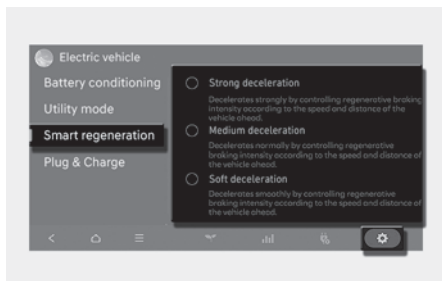 Electric vehicle
Battery conditioning
Utility mode
Smart regeneration
Plug & Charge
Strong deceleration
Decelerates strongly by controlling regenerative braking
intensity according to the speed and distance of the
vehicle ahead.
Medium deceleration
Decelerates normally by controlling regenerative
braking intensity according to the speed and distance of
the vehicle ahead.
Soft deceleration
Decelerates smoothly by controlling regenerative
braking intensity according to the speed and distance of
the vehicle ahead.